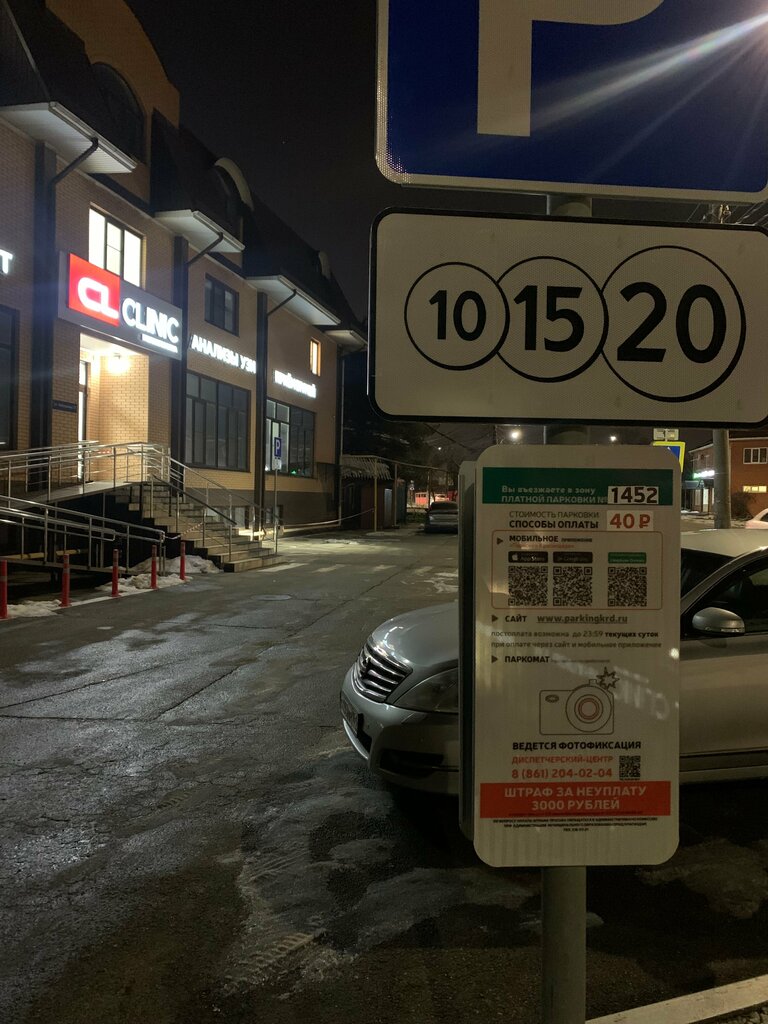 P
10 15 20
CL CLINIC
АНАЛИЗЫ УЗИ
Вы въезжаете в зону
ПЛАТНОЙ ПАРКОВКИ № 1452
СТОИМОСТЬ ПАРКОВКИ
СПОСОБЫ ОПЛАТЫ 40 ₽
МОБИЛЬНОЕ приложение
САЙТ www.parkingkrd.ru
постоплата возможна до 23:59 текущих суток
при оплате через сайт и мобильное приложение
ПАРКОМАТ
ВЕДЕТСЯ ФОТОФИКСАЦИЯ
ДИСПЕТЧЕРСКИЙ-ЦЕНТР
8 (861) 204-02-04
ШТРАФ ЗА НЕУПЛАТУ
3000 РУБЛЕЙ